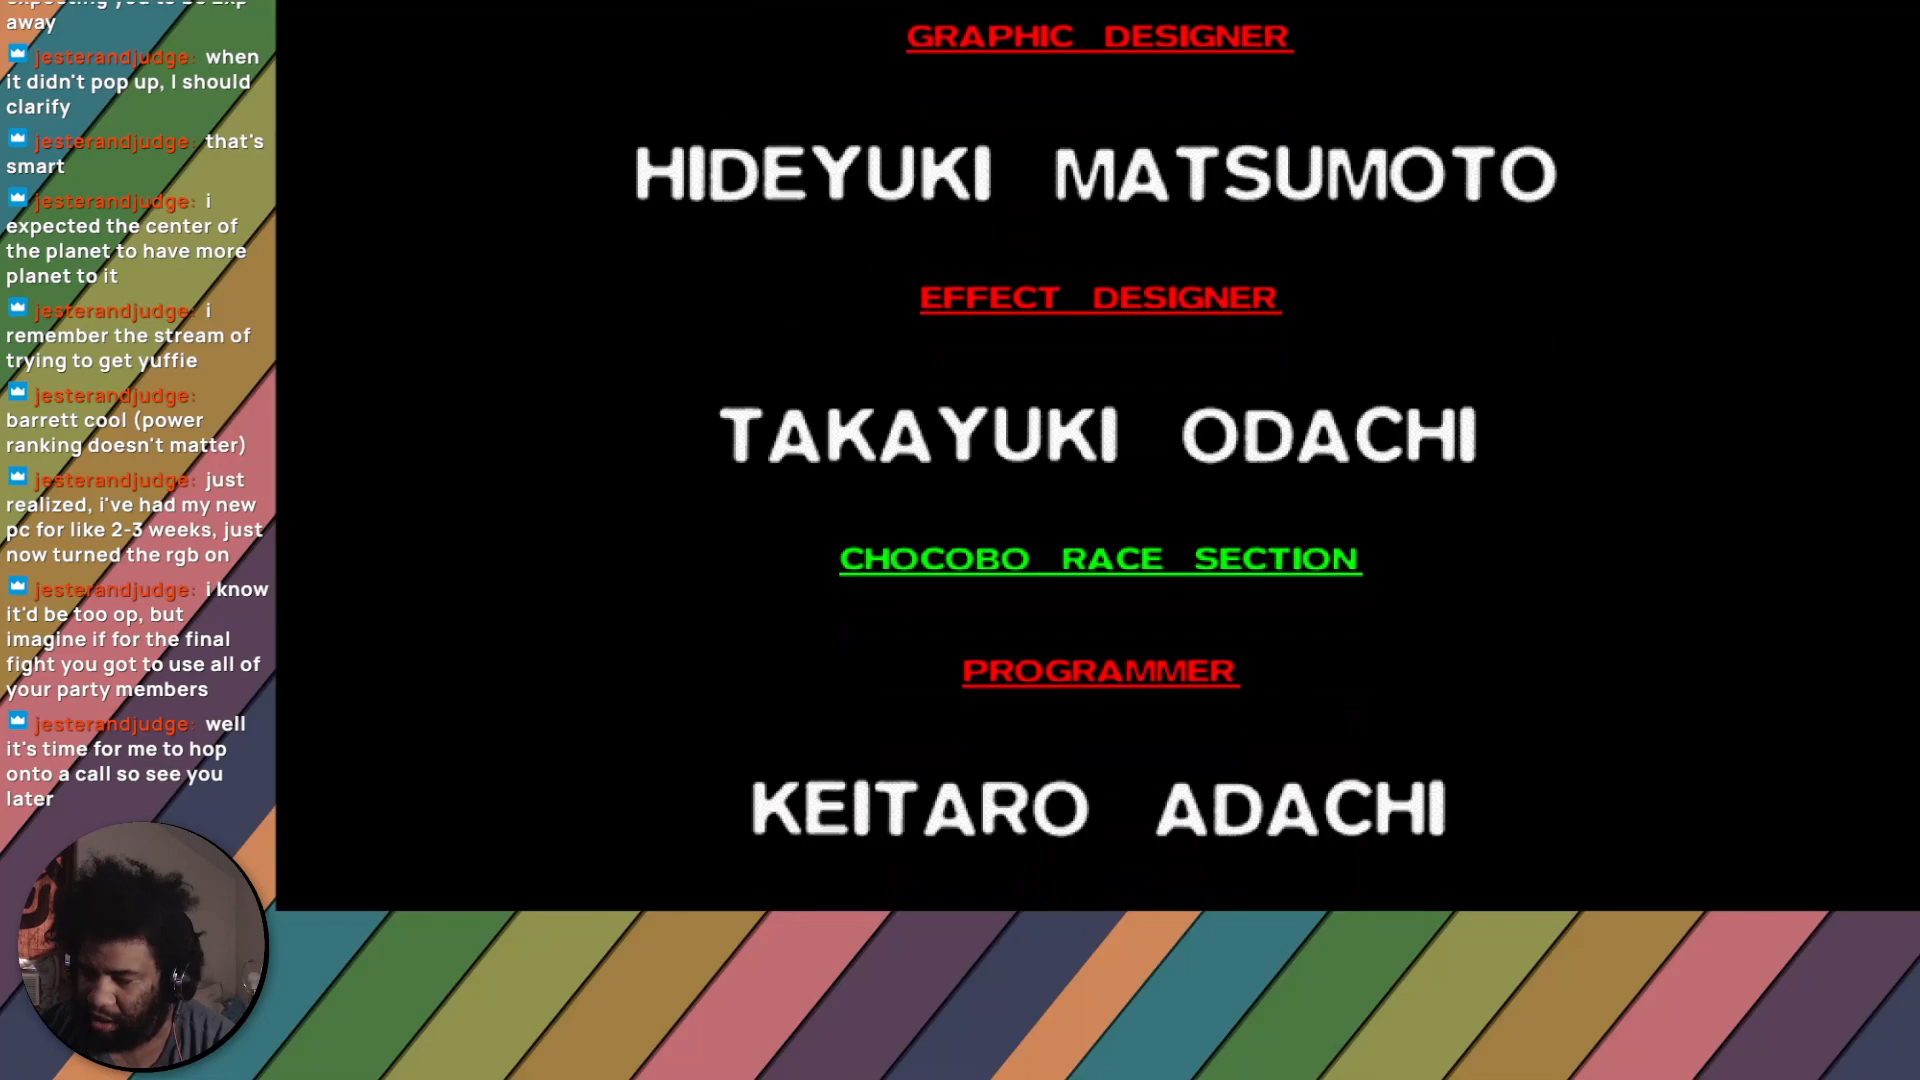 away
jesterandjudge: when
it didn't pop up, I should
clarify
jesterandjudge: that's
smart
jesterandjudge: i
expected the center of
the planet to have more
planet to it
jesterandjudge: i
remember the stream of
trying to get yuffie
jesterandjudge:
barrett cool (power
ranking doesn't matter)
jesterandjudge: just
realized, i've had my new
pc for like 2-3 weeks, just
now turned the rgb on
jesterandjudge: i know
it'd be too op, but
imagine if for the final
fight you got to use all of
your party members
jesterandjudge: well
it's time for me to hop
onto a call so see you
later
GRAPHIC DESIGNER
HIDEYUKI MATSUMOTO
EFFECT DESIGNER
TAKAYUKI ODACHI
CHOCOBO RACE SECTION
PROGRAMMER
KEITARO ADACHI